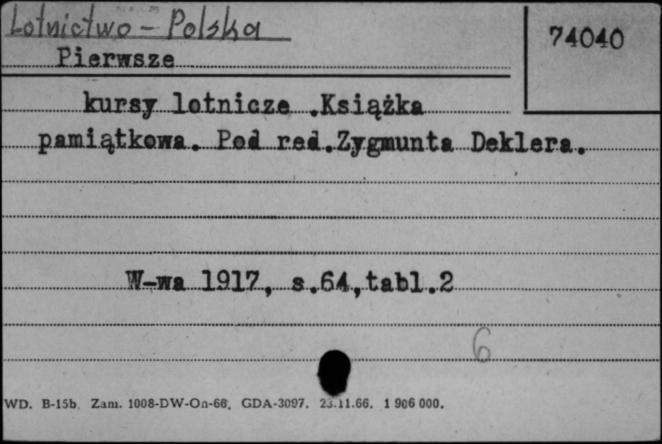 Lotnictwo - Polska
74040
Pierwsze
kursy lotnicze .Książka
pamiątkowa. Pod red.Zygmunta Deklera.
W-wa 1917, s.64,tabl.2
6
WD. B-15b. Zam. 1008-DW-On-66. GDA-3097. 23.11.66. 1 906 000.